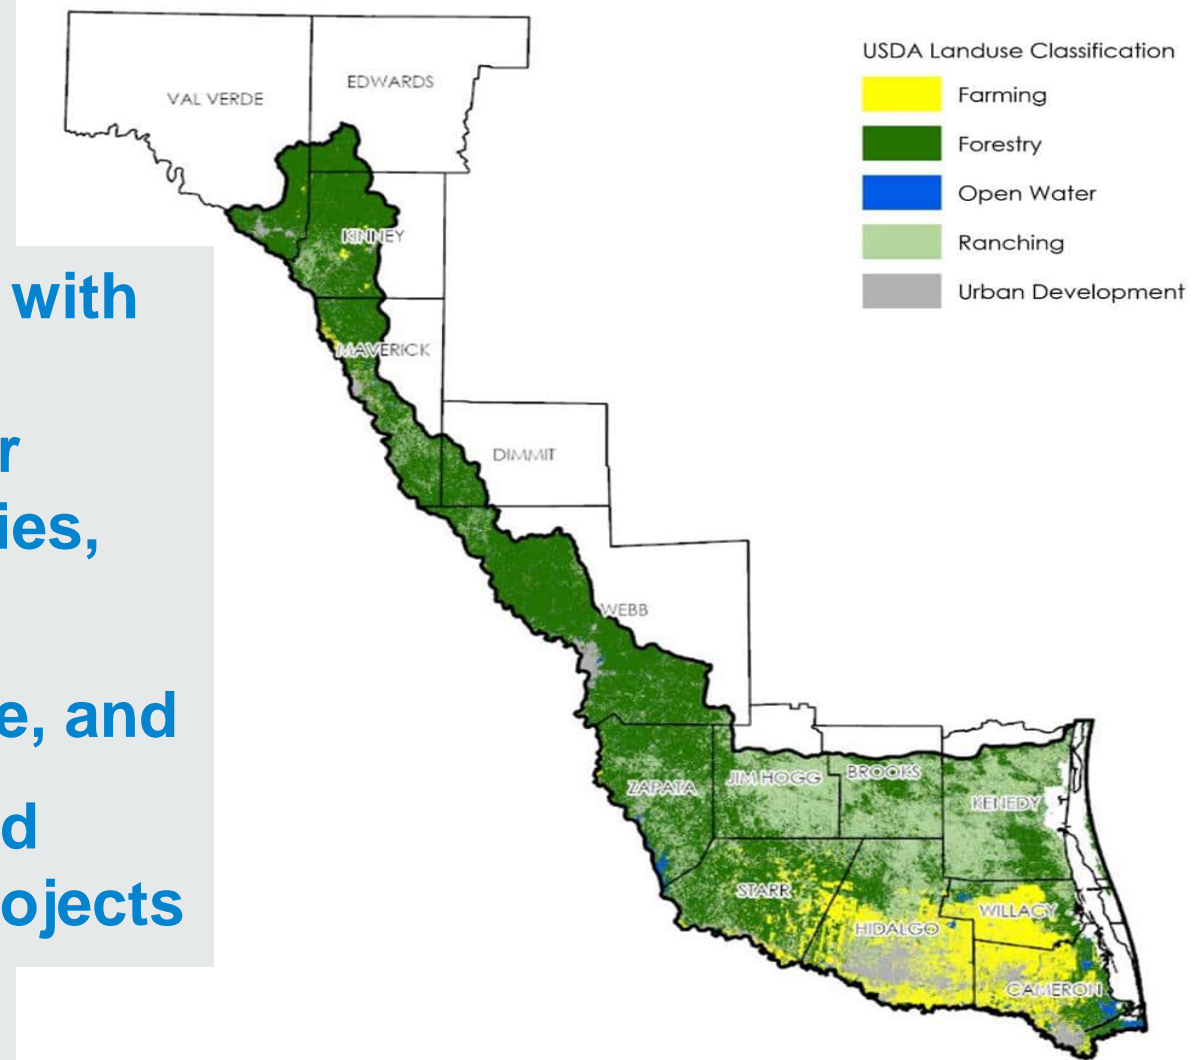 with
r
ies,
e, and
d
ojects
VAL VERDE
EDWARDS
KINNEY
MAVERICK
DIMMIT
WEBB
ZAPATA
JIM HOGG
BROOKS
KENEDY
STARR
HIDALGO
WILLACY
CAMERON
USDA Landuse Classification
Farming
Forestry
Open Water
Ranching
Urban Development